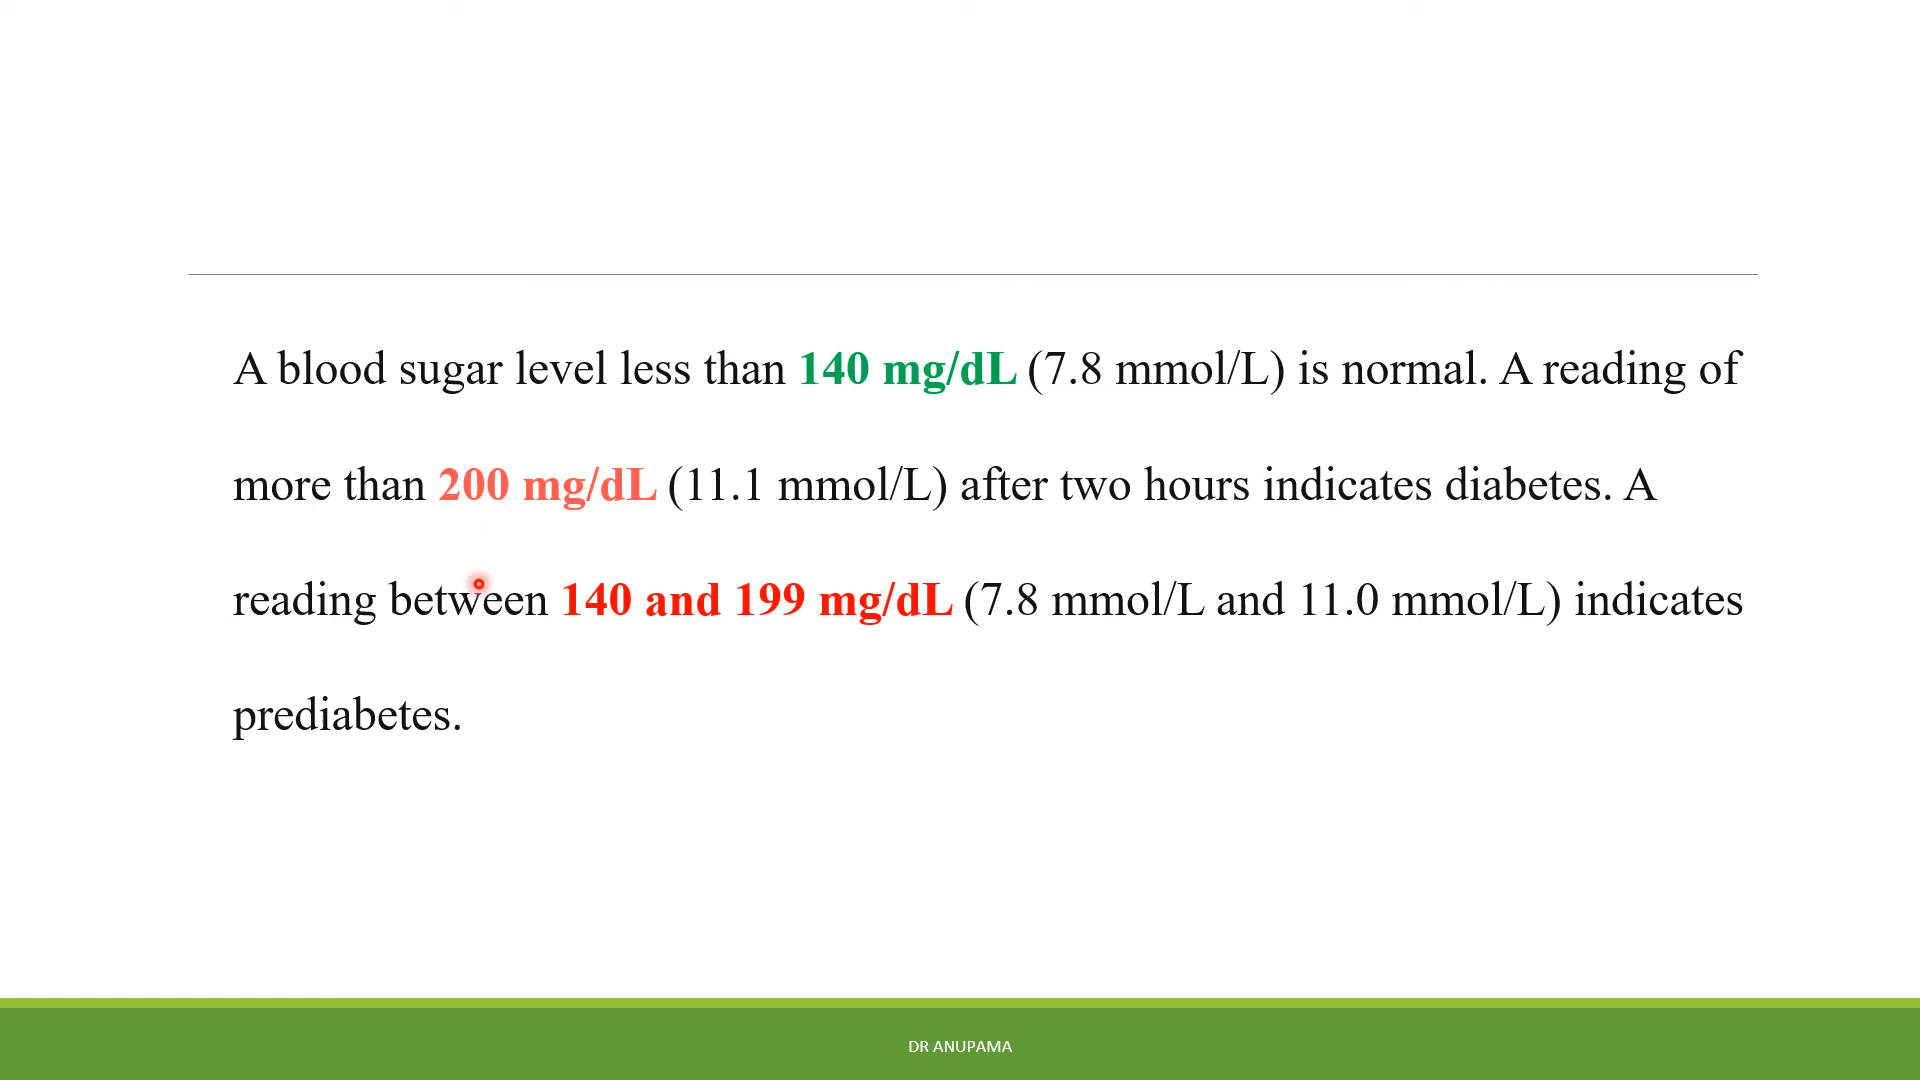 A blood sugar level less than 140 mg/dL (7.8 mmol/L) is normal. A reading of
more than 200 mg/dL (11.1 mmol/L) after two hours indicates diabetes. A
reading between 140 and 199 mg/dL (7.8 mmol/L and 11.0 mmol/L) indicates
prediabetes.
DR ANUPAMA